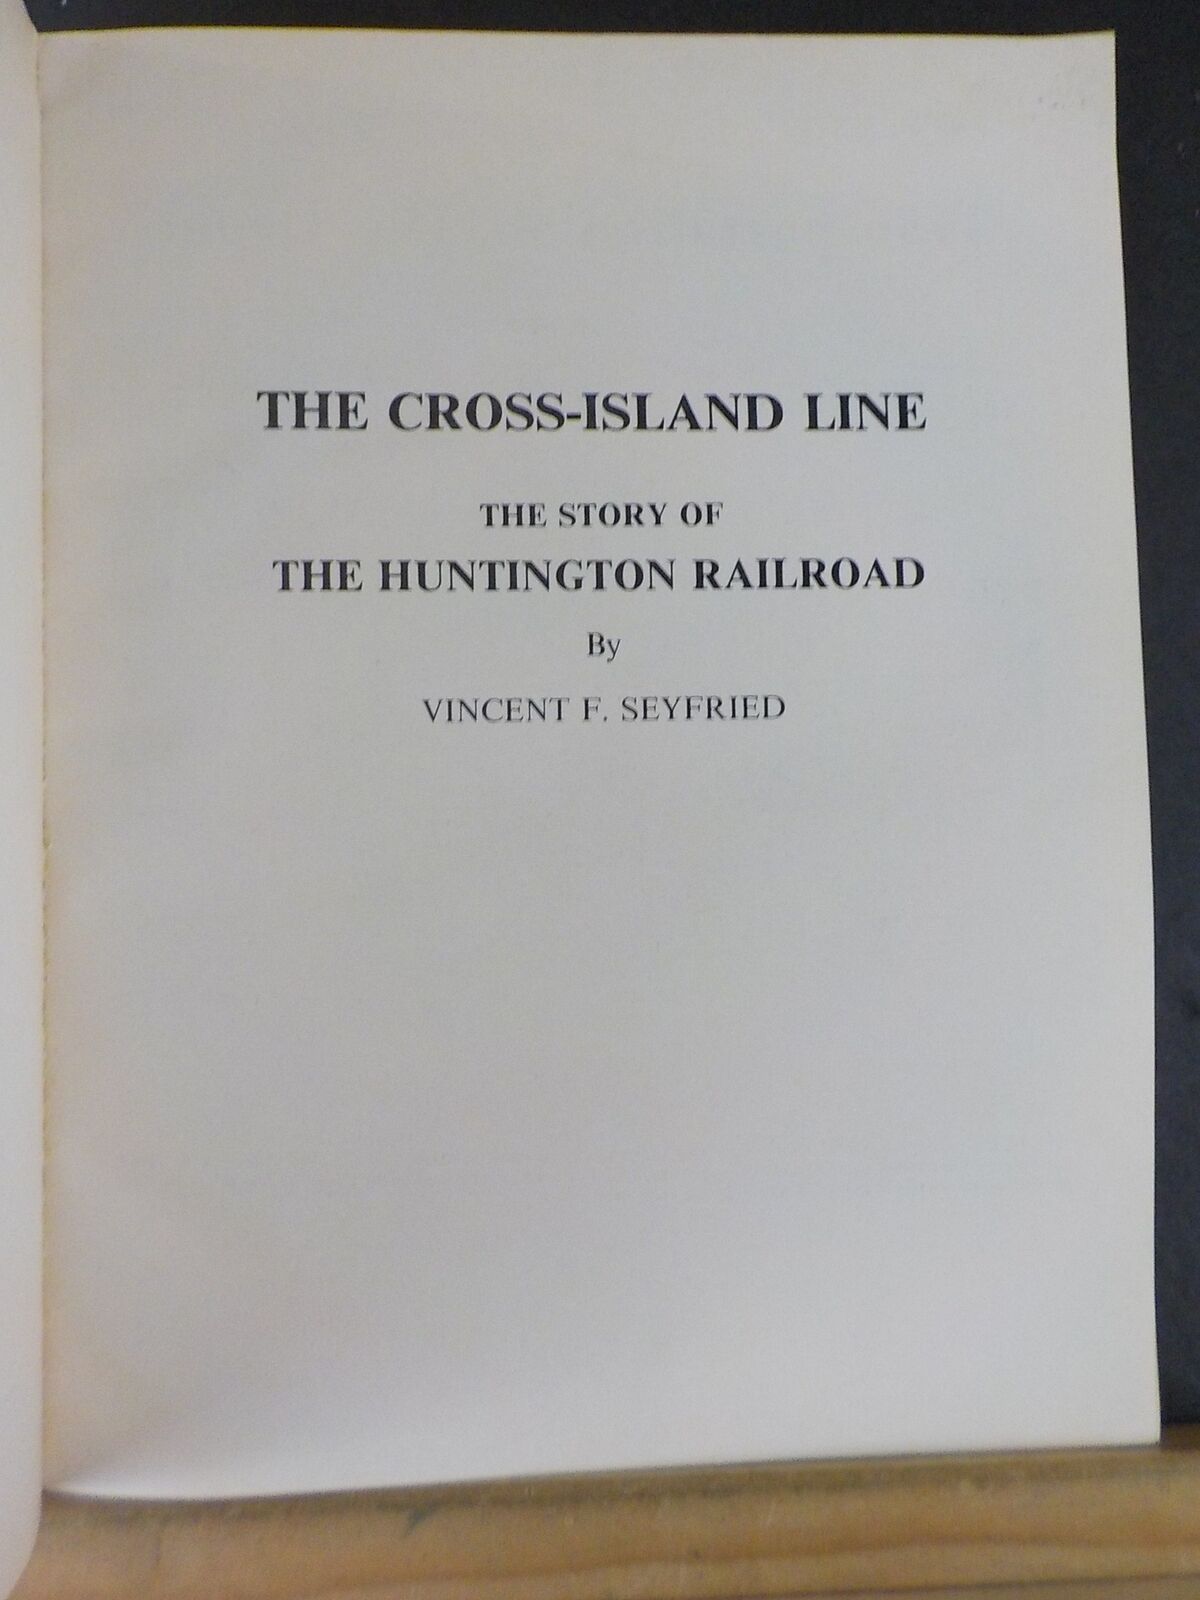 THE CROSS-ISLAND LINE
THE STORY OF
THE HUNTINGTON RAILROAD
By
VINCENT F. SEYFRIED